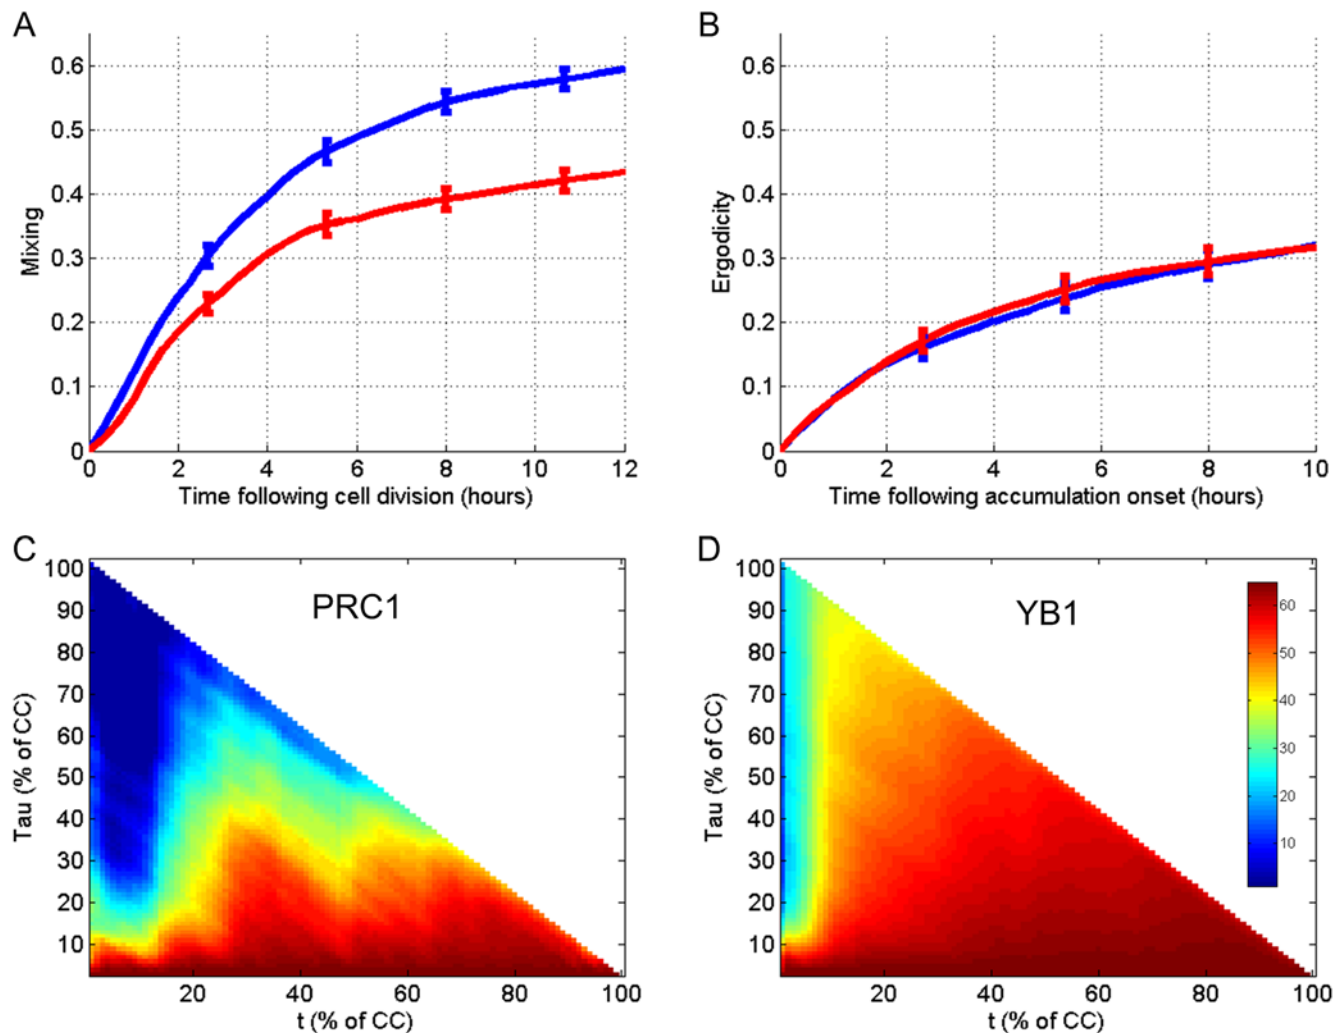 A
Mixing
0.6
0.5
0.4
0.3
0.2
0.1
0
0 2 4 6 8 10 12
Time following cell division (hours)
B
Ergodicity
0.6
0.5
0.4
0.3
0.2
0.1
0
0 2 4 6 8 10
Time following accumulation onset (hours)
C
PRC1
Tau (% of CC)
100
90
80
70
60
50
40
30
20
10
20 40 60 80 100
t (% of CC)
D
YB1
Tau (% of CC)
100
90
80
70
60
50
40
30
20
10
20 40 60 80 100
t (% of CC)
60
50
40
30
20
10